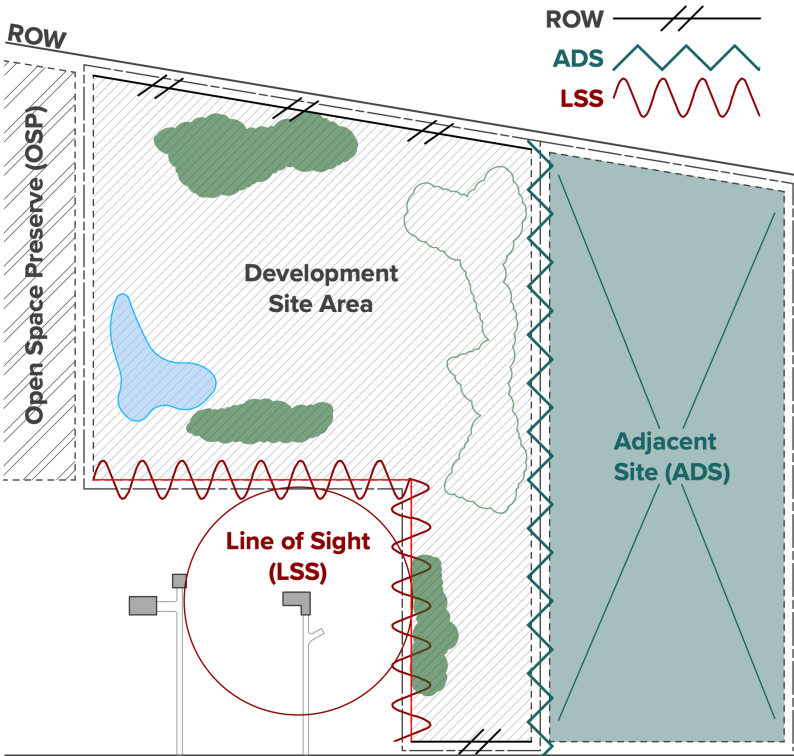 ROW
ROW
ADS
LSS
Open Space Preserve (OSP)
Development
Site Area
Adjacent
Site (ADS)
Line of Sight
(LSS)